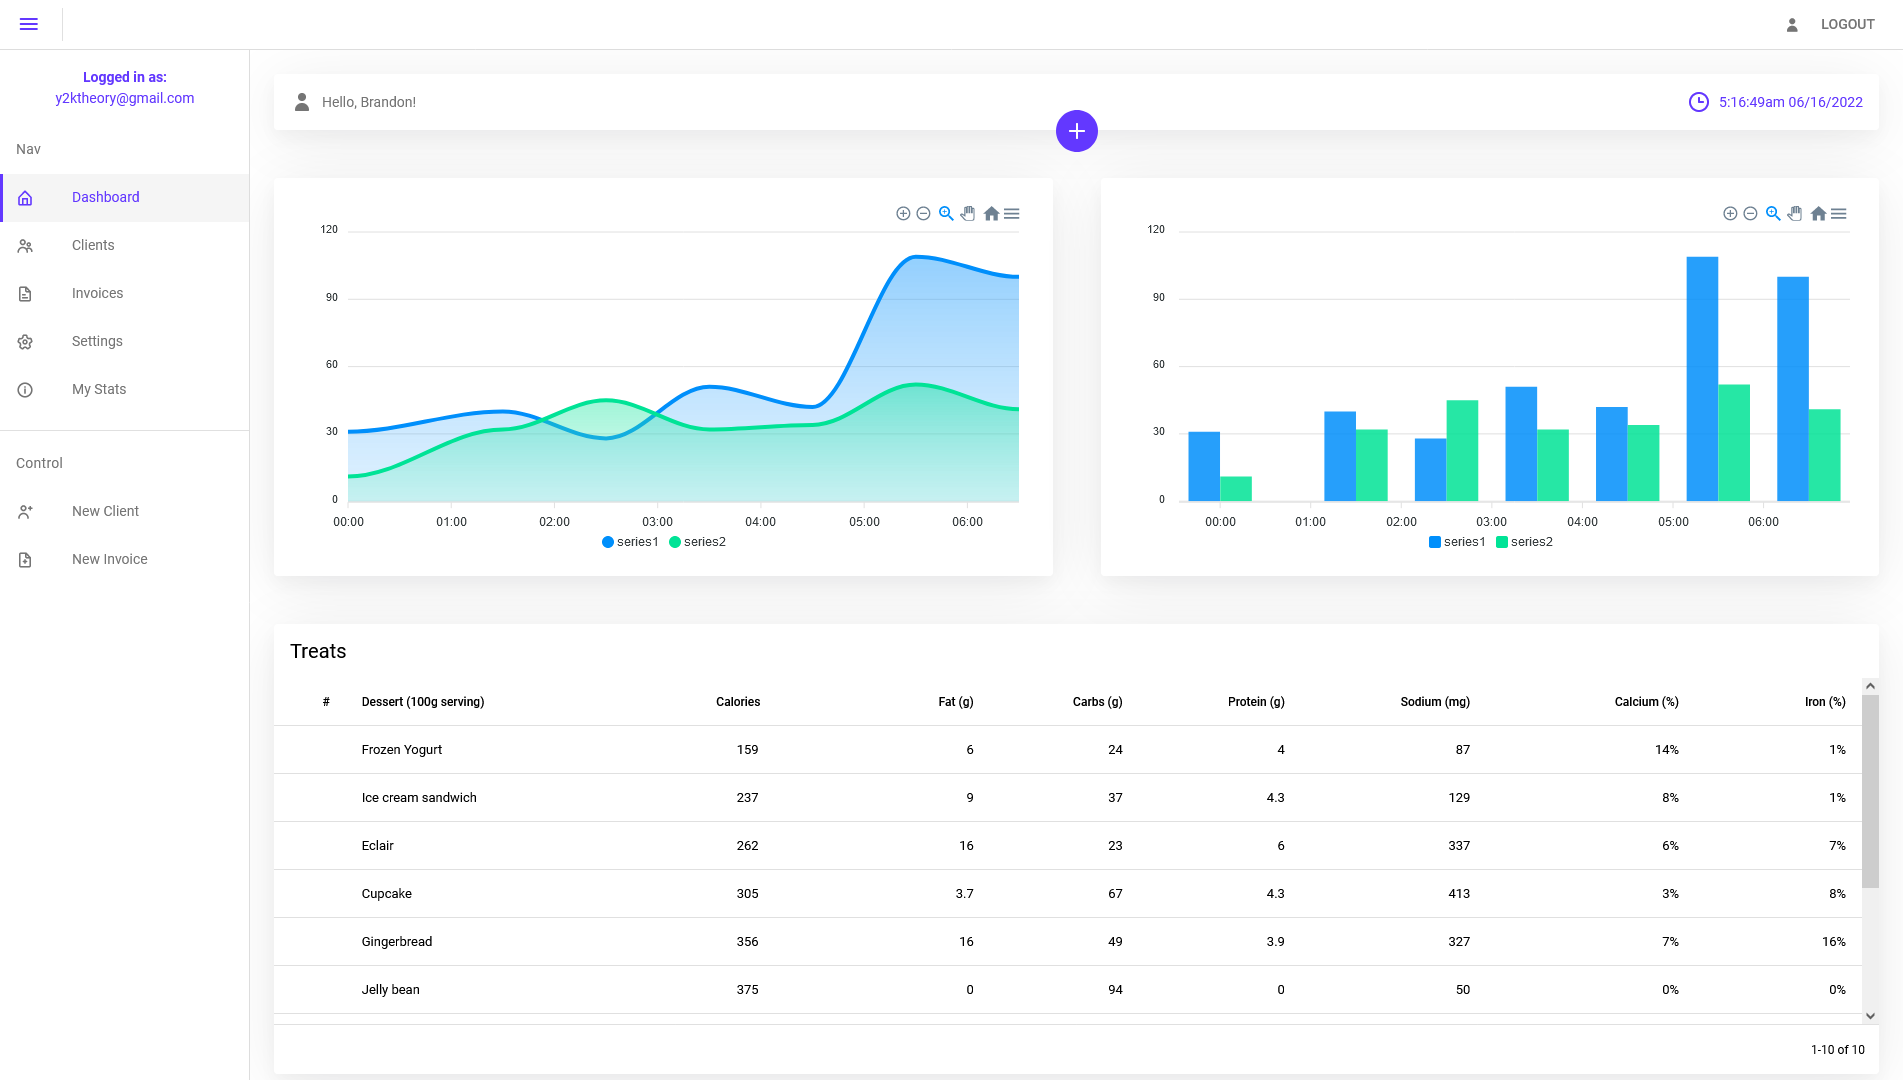 LOGOUT
Logged in as:
y2ktheory@gmail.com
Nav
Dashboard
Clients
Invoices
Settings
My Stats
Control
New Client
New Invoice
Hello, Brandon!
5:16:49am 06/16/2022
120
90
60
30
0
00:00 01:00 02:00 03:00 04:00 05:00 06:00
series1 series2
120
90
60
30
0
00:00 01:00 02:00 03:00 04:00 05:00 06:00
series1 series2
Treats
# Dessert (100g serving) Calories Fat (g) Carbs (g) Protein (g) Sodium (mg) Calcium (%) Iron (%)
Frozen Yogurt 159 6 24 4 87 14% 1%
Ice cream sandwich 237 9 37 4.3 129 8% 1%
Eclair 262 16 23 6 337 6% 7%
Cupcake 305 3.7 67 4.3 413 3% 8%
Gingerbread 356 16 49 3.9 327 7% 16%
Jelly bean 375 0 94 0 50 0% 0%
1-10 of 10